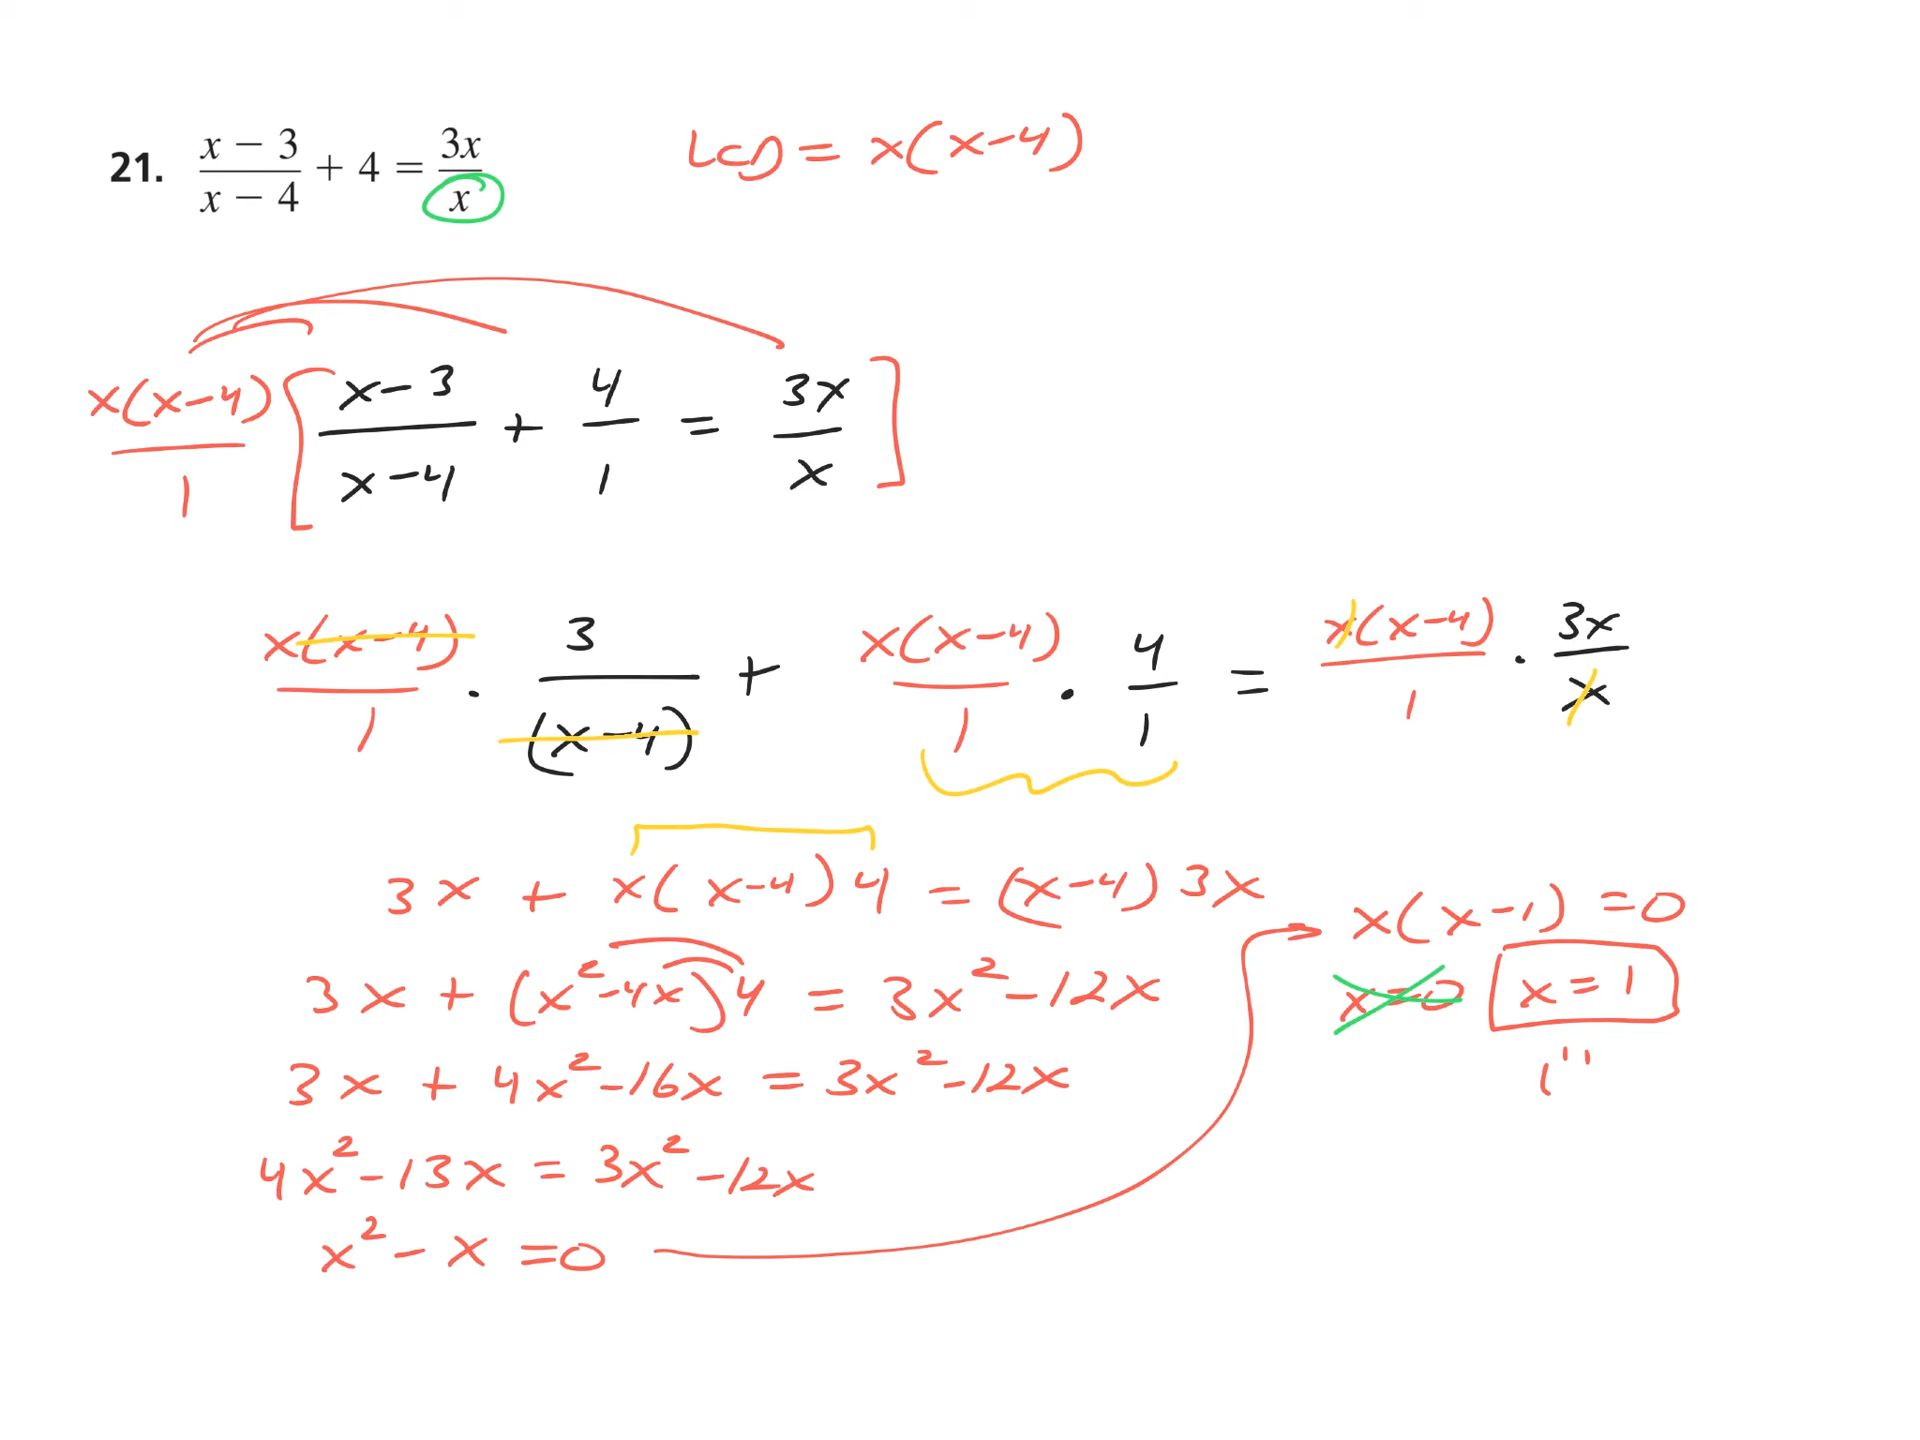 21. (x − 3)/(x − 4) + 4 = 3x/x
LCD = x(x-4)
x(x-4)/1 [ (x-3)/(x-4) + 4/1 = 3x/x ]
x(x-4)/1 · 3/(x-4) + x(x-4)/1 · 4/1 = x(x-4)/1 · 3x/x
3x + x(x-4)4 = (x-4)3x
3x + (x²-4x)4 = 3x²-12x
3x + 4x²-16x = 3x²-12x
4x²-13x = 3x²-12x
x² - x = 0
x(x-1) = 0
x=0 x = 1